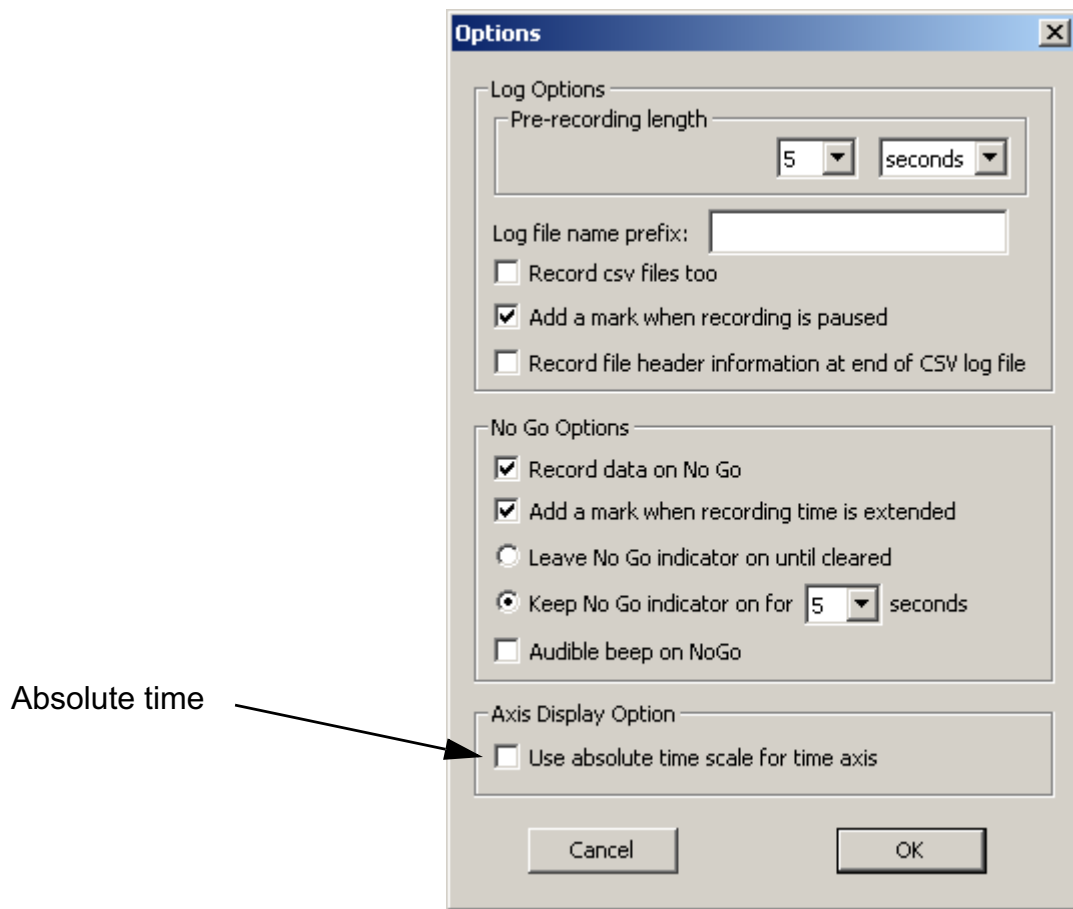 Options
Log Options
Pre-recording length
5 seconds
Log file name prefix:
Record csv files too
Add a mark when recording is paused
Record file header information at end of CSV log file
No Go Options
Record data on No Go
Add a mark when recording time is extended
Leave No Go indicator on until cleared
Keep No Go indicator on for 5 seconds
Audible beep on NoGo
Absolute time
Axis Display Option
Use absolute time scale for time axis
Cancel OK